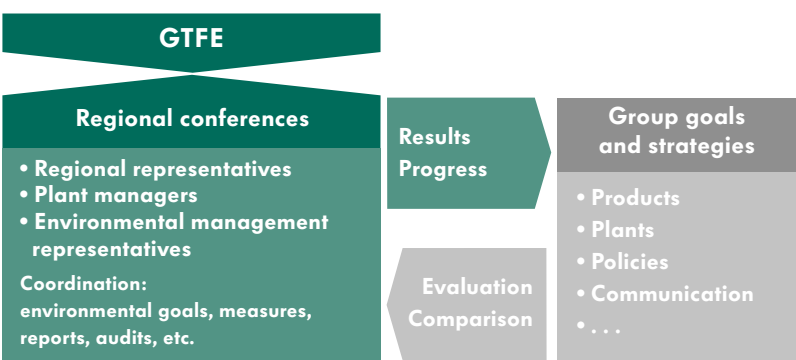 GTFE
Regional conferences
• Regional representatives
• Plant managers
• Environmental management
representatives
Coordination:
environmental goals, measures,
reports, audits, etc.
Results
Progress
Evaluation
Comparison
Group goals
and strategies
• Products
• Plants
• Policies
• Communication
• . . .